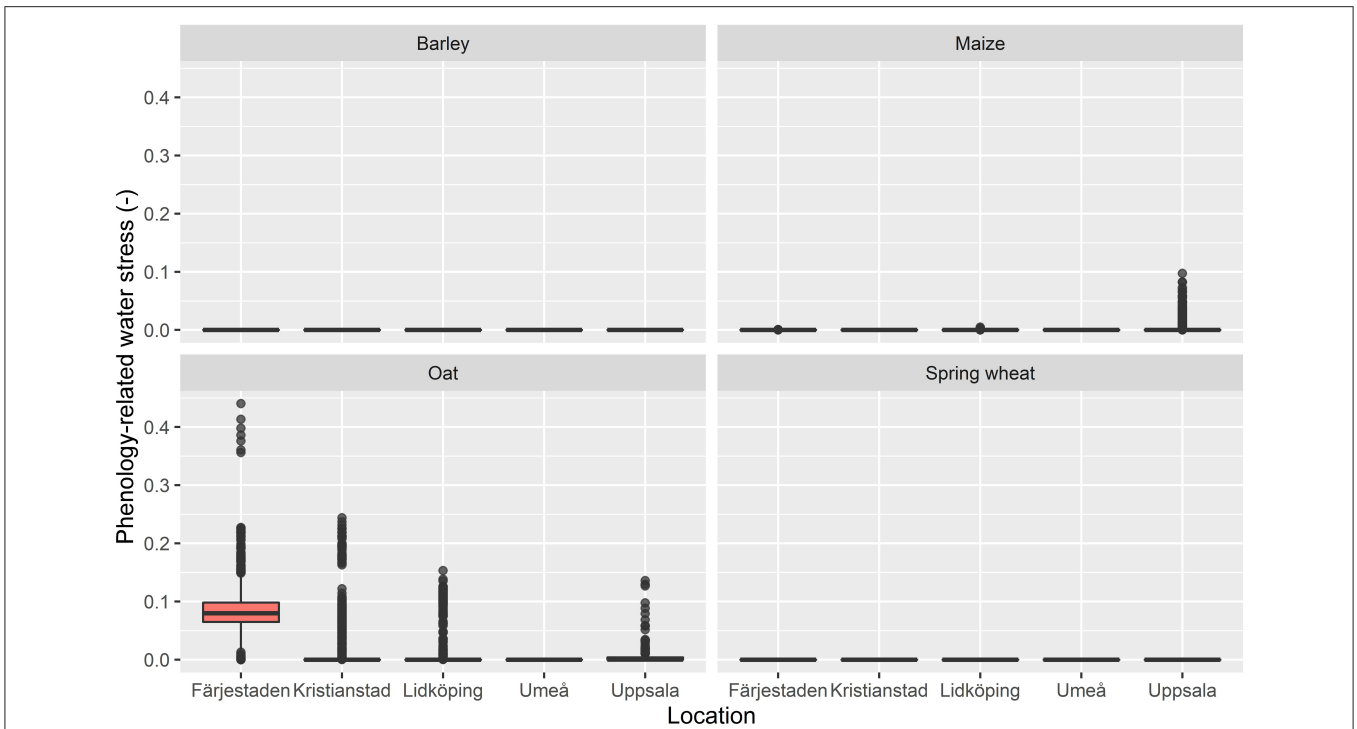 Barley
Maize
Phenology-related water stress (-)
0.4
0.3
0.2
0.1
0.0
Oat
Spring wheat
0.4
0.3
0.2
0.1
0.0
Färjestaden Kristianstad Lidköping Umeå Uppsala
Färjestaden Kristianstad Lidköping Umeå Uppsala
Location